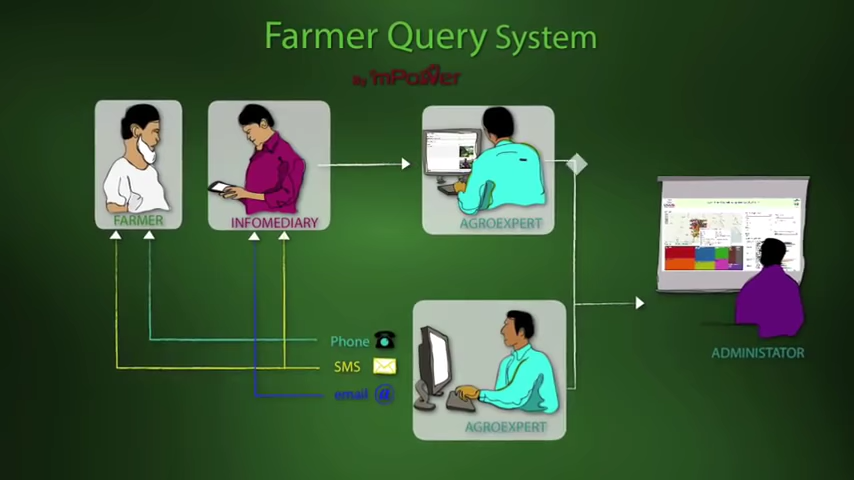 Farmer Query System
By mPower
FARMER
INFOMEDIARY
AGROEXPERT
Phone
SMS
email @
AGROEXPERT
ADMINISTATOR